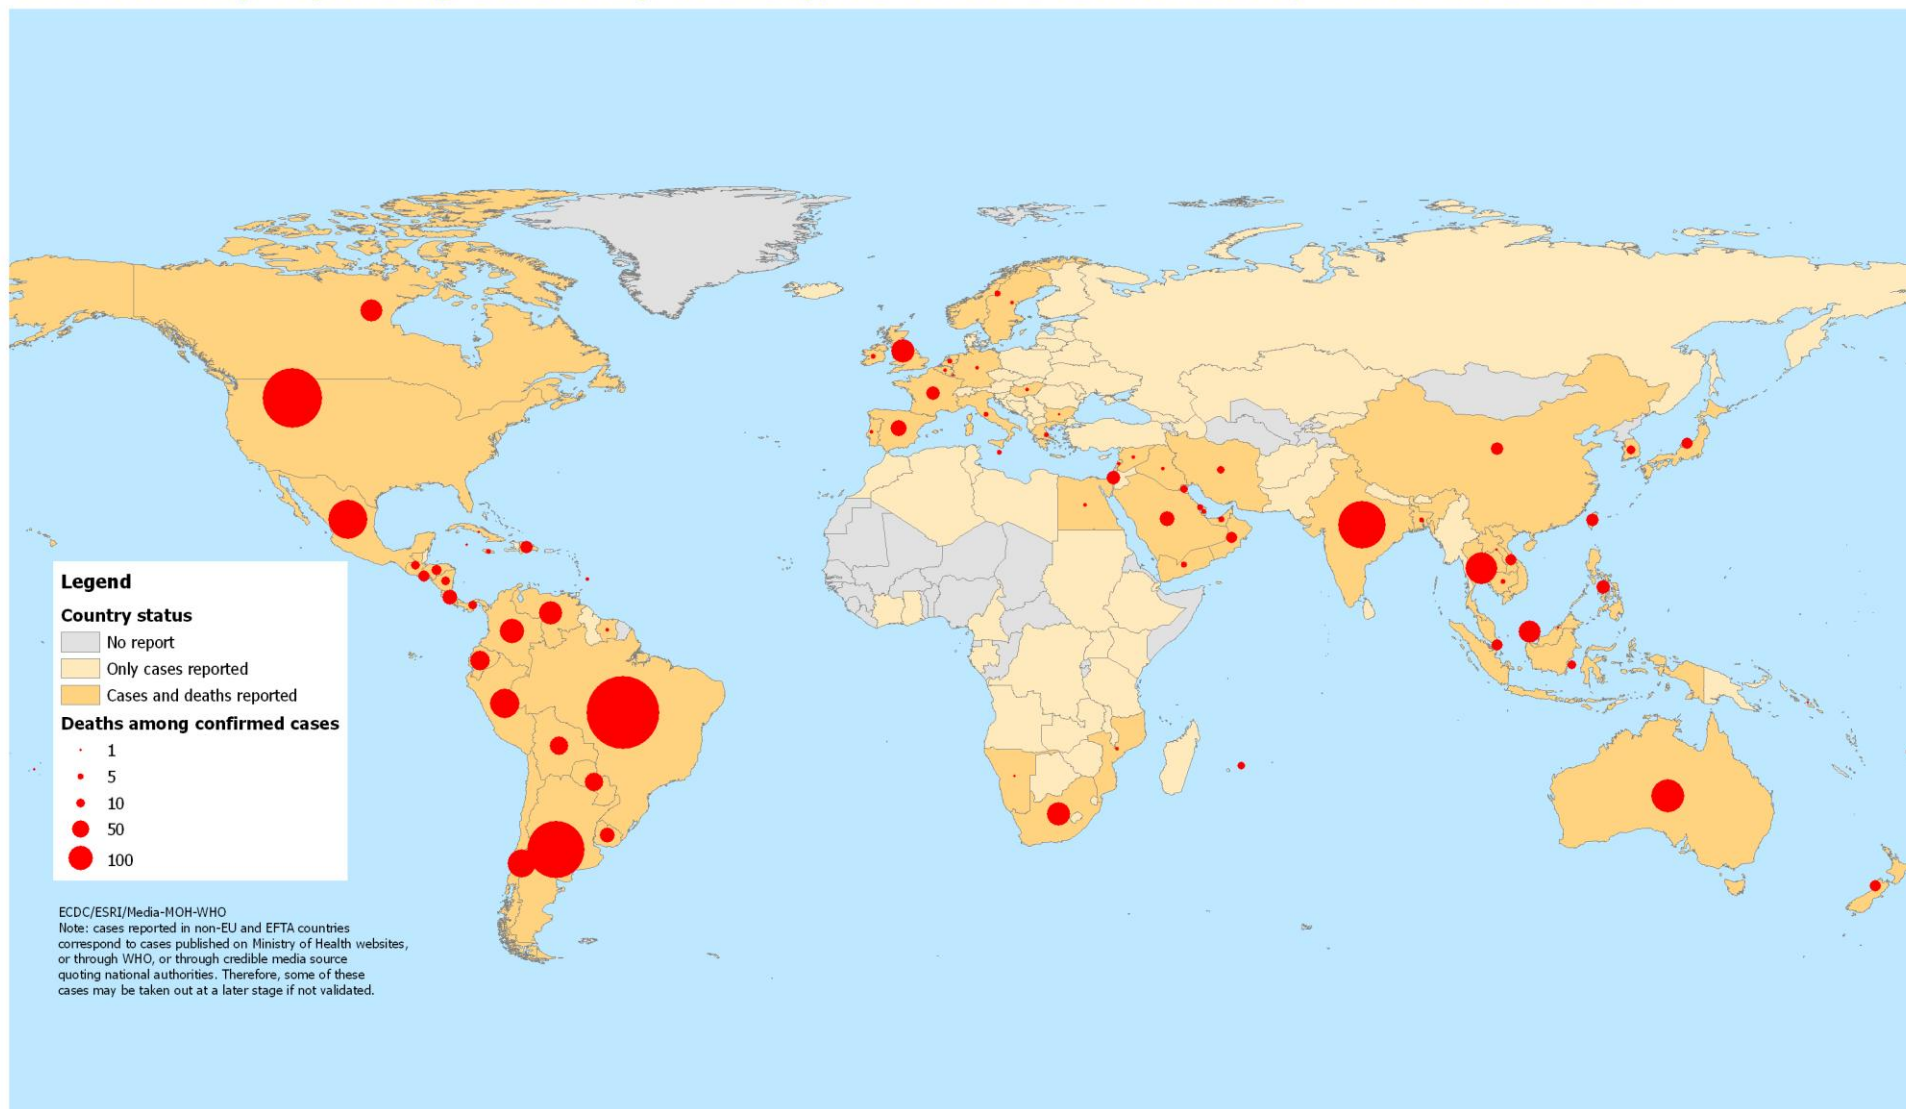 Legend
Country status
No report
Only cases reported
Cases and deaths reported
Deaths among confirmed cases
1
5
10
50
100
ECDC/ESRI/Media-MOH-WHO
Note: cases reported in non-EU and EFTA countries
correspond to cases published on Ministry of Health websites,
or through WHO, or through credible media source
quoting national authorities. Therefore, some of these
cases may be taken out at a later stage if not validated.